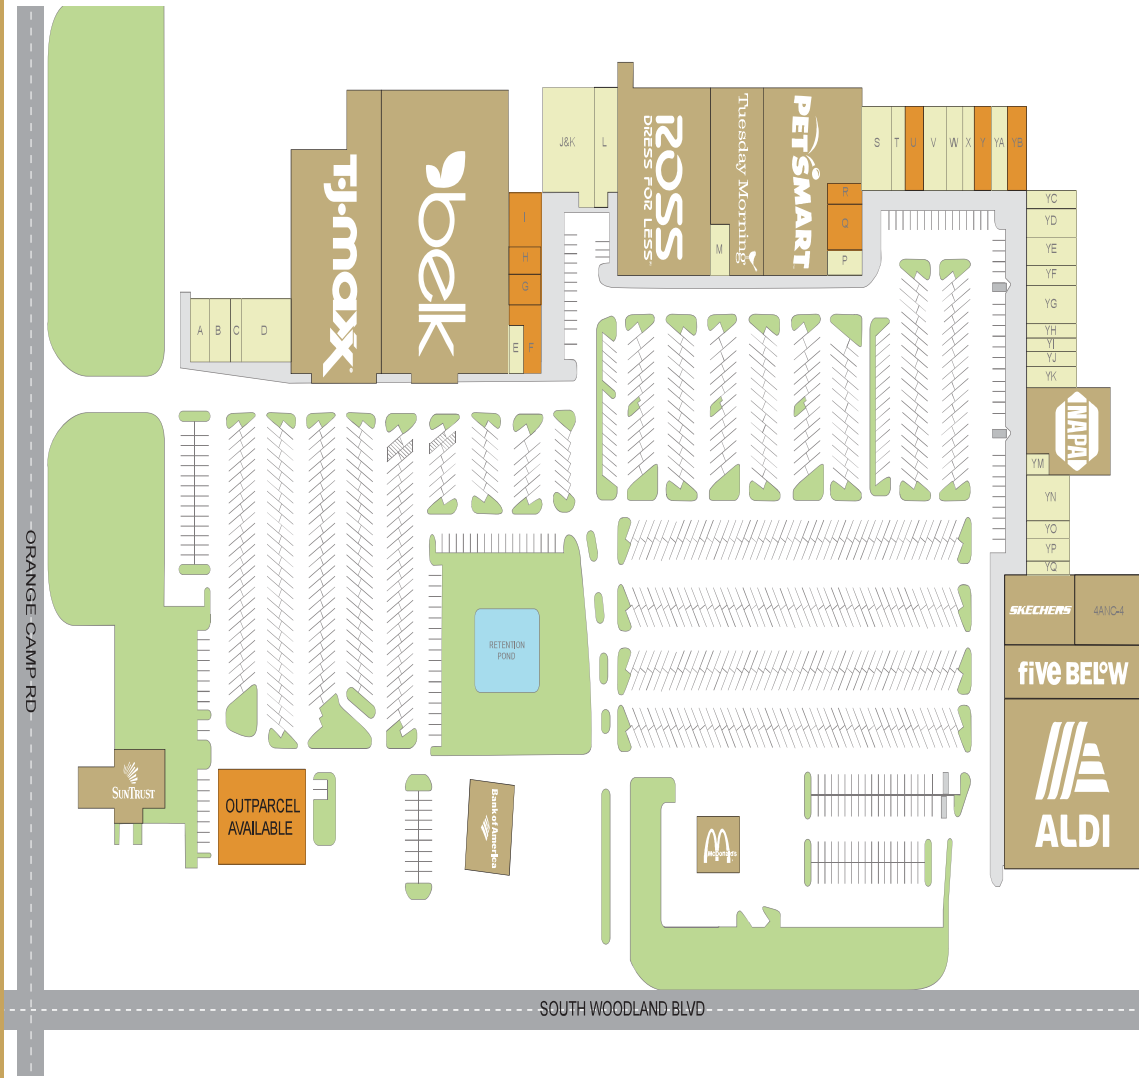 J&K
L
ROSS
DRESS FOR LESS
Tuesday Morning
PETSMART
M
R
Q
P
S
T
U
V
W
X
Y
YA
YB
YC
YD
YE
YF
YG
YH
YI
YJ
YK
NAPA
YM
YN
YO
YP
YQ
T·J·maxx
belk
I
H
G
E
F
A
B
C
D
ORANGE CAMP RD
RETENTION
POND
SKECHERS
4ANC-4
five BELOW
ALDI
SUNTRUST
OUTPARCEL
AVAILABLE
Bank of America
McDonald's
SOUTH WOODLAND BLVD